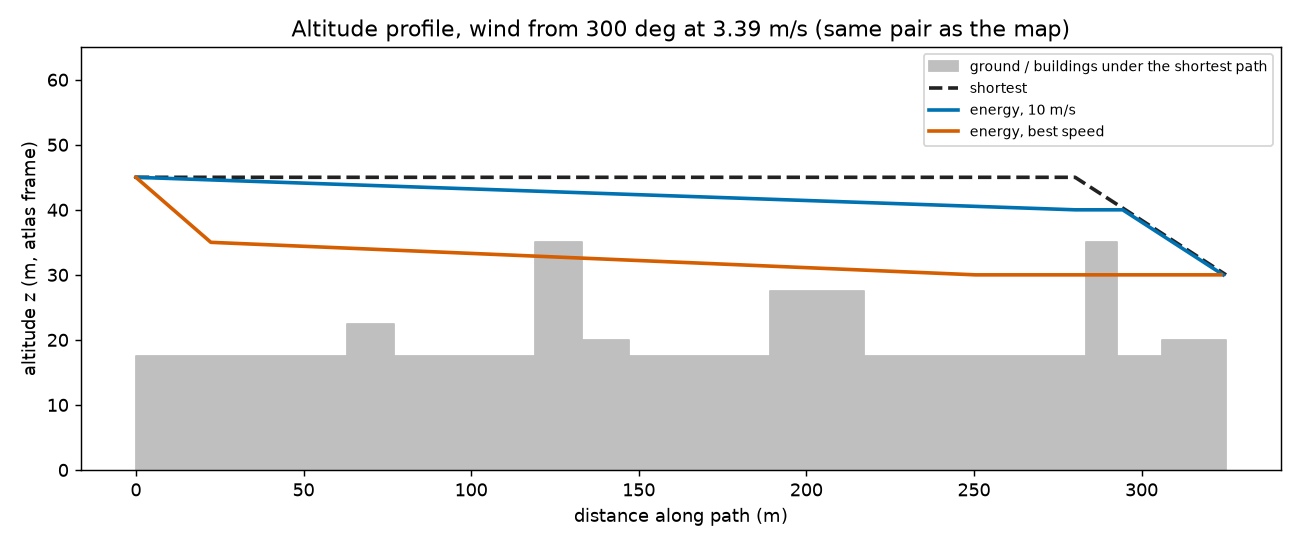 Altitude profile, wind from 300 deg at 3.39 m/s (same pair as the map)
ground / buildings under the shortest path
shortest
energy, 10 m/s
energy, best speed
altitude z (m, atlas frame)
60
50
40
30
20
10
0
0 50 100 150 200 250 300
distance along path (m)